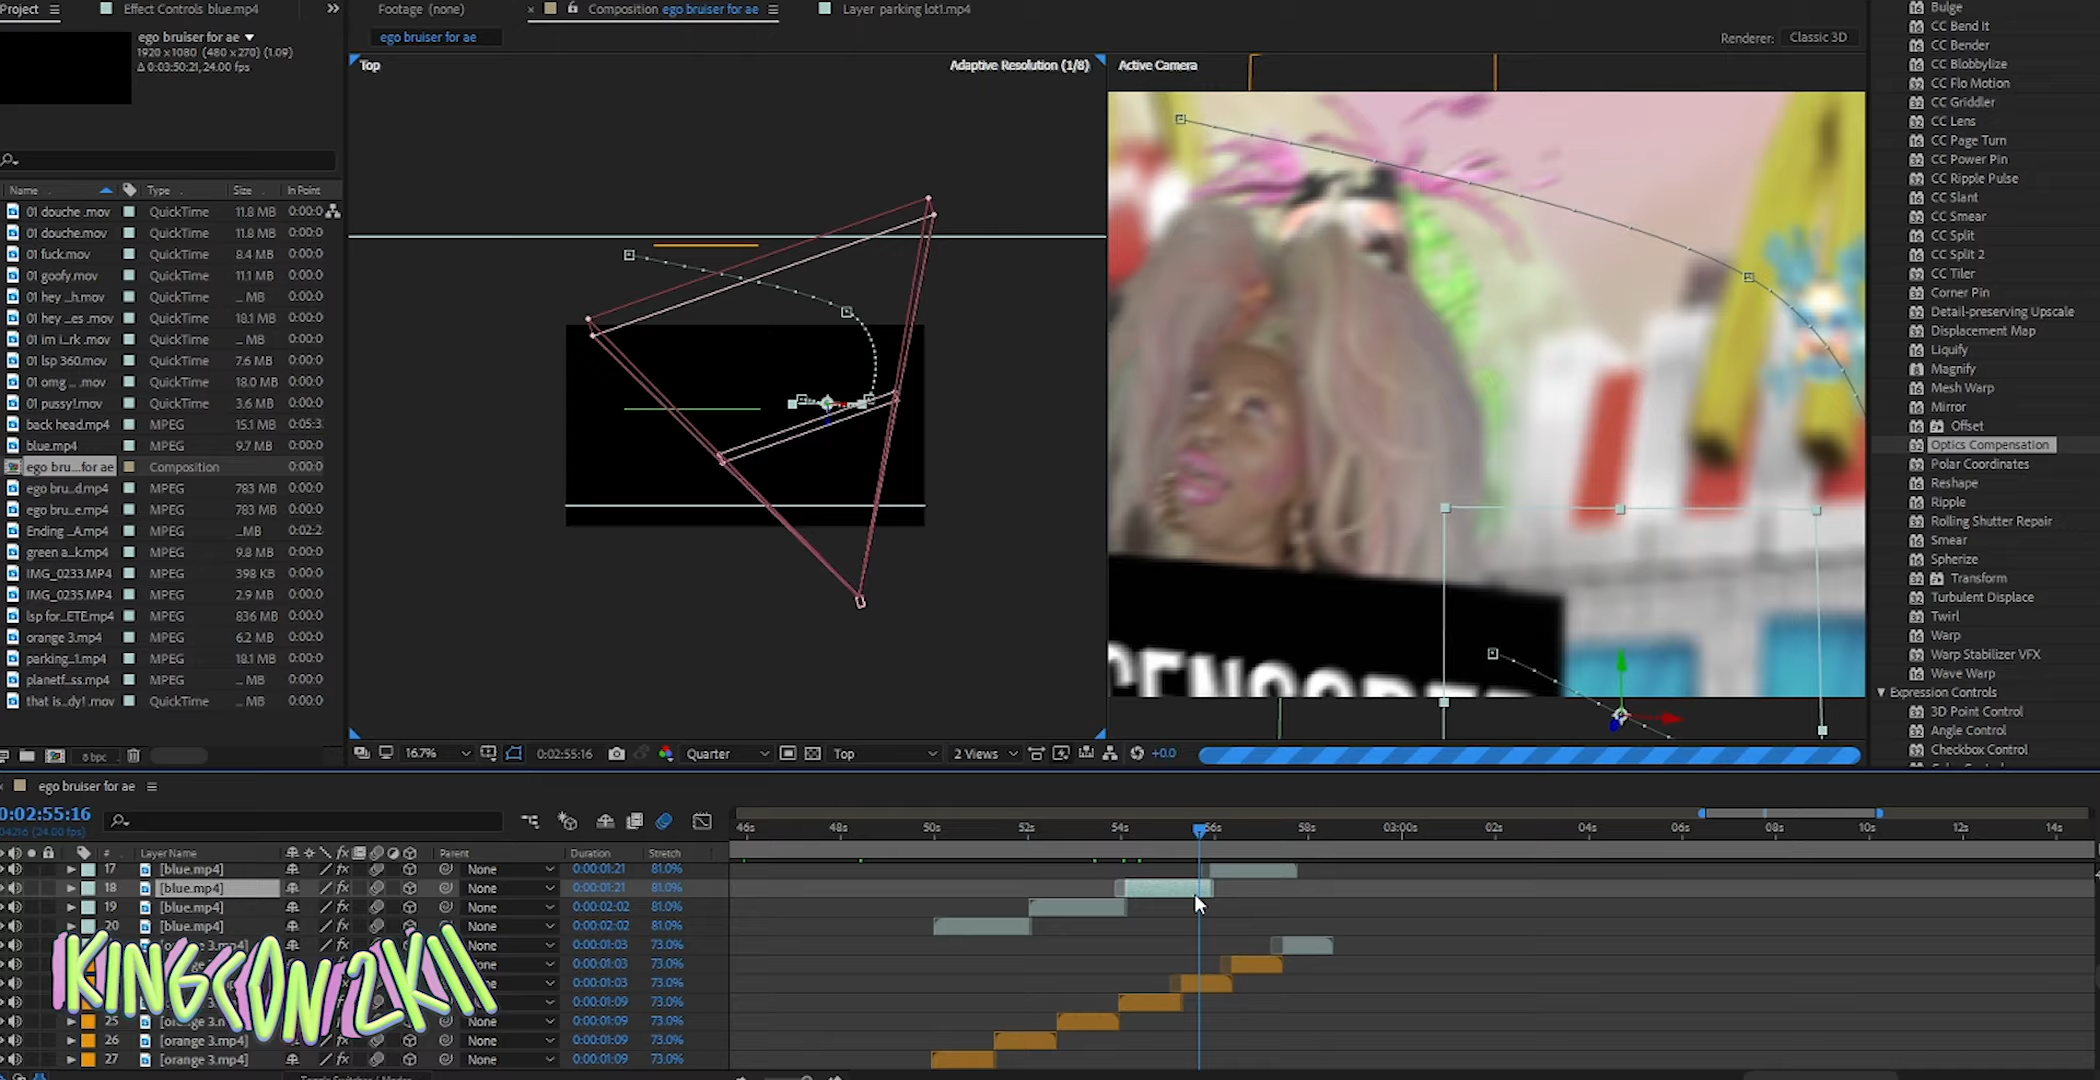 Project
Effect Controls blue.mp4
Footage (none)
Composition ego bruiser for ae
Layer parking lot1.mp4
ego bruiser for ae
1920 x 1080 (480 x 270) (1.09)
Δ 0:03:50:21, 24.00 fps
ego bruiser for ae
Renderer: Classic 3D
Top
Adaptive Resolution (1/8)
Active Camera
Name Type Size In Point
01 douche .mov QuickTime 11.8 MB 0:00:0
01 douche.mov QuickTime 11.8 MB 0:00:0
01 fuck.mov QuickTime 8.4 MB 0:00:0
01 goofy.mov QuickTime 11.1 MB 0:00:0
01 hey ...h.mov QuickTime ... MB 0:00:0
01 hey ...es .mov QuickTime 18.1 MB 0:00:0
01 im i...rk .mov QuickTime ... MB 0:00:0
01 lsp 360.mov QuickTime 7.6 MB 0:00:0
01 omg ... .mov QuickTime 18.0 MB 0:00:0
01 pussy!.mov QuickTime 3.6 MB 0:00:0
back head.mp4 MPEG 15.1 MB 0:05:3
blue.mp4 MPEG 9.7 MB 0:00:0
ego bru...for ae Composition 0:00:0
ego bru...d.mp4 MPEG 783 MB 0:00:0
ego bru...e.mp4 MPEG 783 MB 0:00:0
Ending ...A.mp4 MPEG ...MB 0:02:2
green a...k.mp4 MPEG 9.8 MB 0:00:0
IMG_0233.MP4 MPEG 398 KB 0:00:0
IMG_0235.MP4 MPEG 2.9 MB 0:00:0
lsp for...ETE.mp4 MPEG 836 MB 0:00:0
orange 3.mp4 MPEG 6.2 MB 0:00:0
parking...1.mp4 MPEG 18.1 MB 0:00:0
planetf...ss.mp4 MPEG ... MB 0:00:0
that is...dy! .mov QuickTime ... MB 0:00:0
8 bpc
CENSORED
16.7%
0:02:55:16
Quarter
Top
2 Views
+0.0
Bulge
CC Bend It
CC Bender
CC Blobbylize
CC Flo Motion
CC Griddler
CC Lens
CC Page Turn
CC Power Pin
CC Ripple Pulse
CC Slant
CC Smear
CC Split
CC Split 2
CC Tiler
Corner Pin
Detail-preserving Upscale
Displacement Map
Liquify
Magnify
Mesh Warp
Mirror
Offset
Optics Compensation
Polar Coordinates
Reshape
Ripple
Rolling Shutter Repair
Smear
Spherize
Transform
Turbulent Displace
Twirl
Warp
Warp Stabilizer VFX
Wave Warp
Expression Controls
3D Point Control
Angle Control
Checkbox Control
ego bruiser for ae
0:02:55:16
04216 (24.00 fps)
46s 48s 50s 52s 54s 56s 58s 03:00s 02s 04s 06s 08s 10s 12s 14s
# Layer Name Parent Duration Stretch
17 [blue.mp4] None 0:00:01:21 81.0%
18 [blue.mp4] None 0:00:01:21 81.0%
19 [blue.mp4] None 0:00:02:02 81.0%
20 [blue.mp4] None 0:00:02:02 81.0%
None 0:00:01:03 73.0%
None 0:00:01:03 73.0%
None 0:00:01:03 73.0%
None 0:00:01:09 73.0%
25 None 0:00:01:09 73.0%
26 [orange 3.mp4] None 0:00:01:09 73.0%
27 [orange 3.mp4] None 0:00:01:09 73.0%
KINGCON2KII